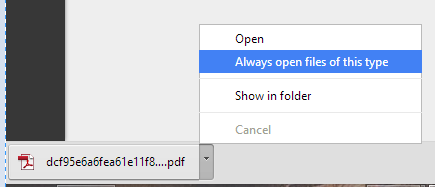 Open
Always open files of this type
Show in folder
Cancel
dcf95e6a6fea61e11f8....pdf